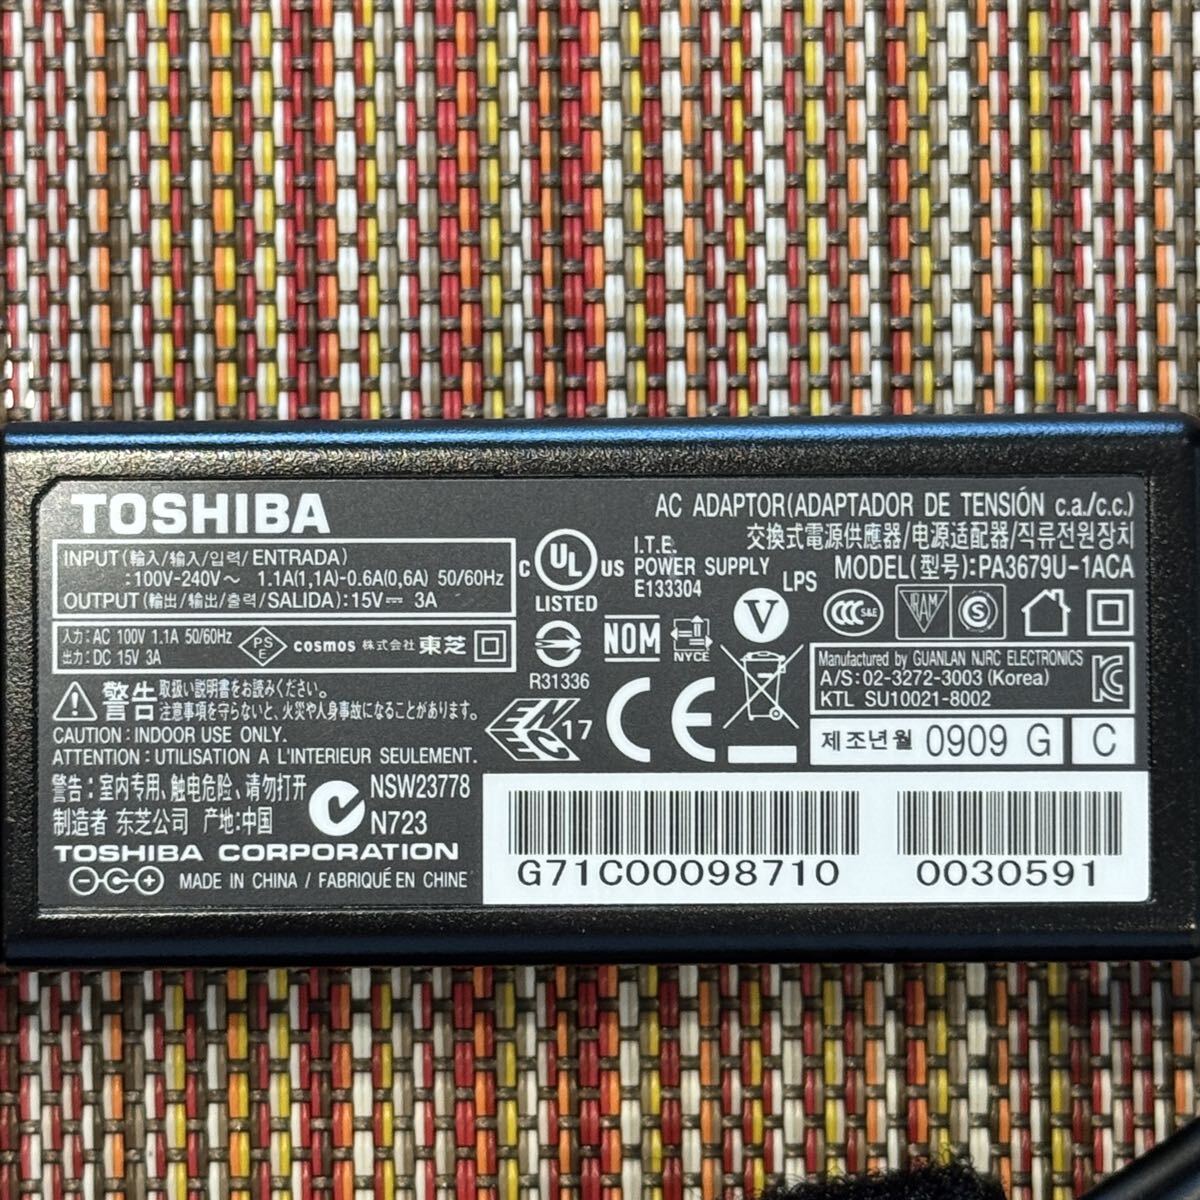 TOSHIBA
AC ADAPTOR(ADAPTADOR DE TENSIÓN c.a./c.c.)
交換式電源供應器/电源适配器/직류전원장치
MODEL(型号):PA3679U-1ACA
INPUT(輸入/输入/입력/ENTRADA)
:100V-240V～ 1.1A(1,1A)-0.6A(0,6A) 50/60Hz
OUTPUT(輸出/输出/출력/SALIDA):15V⎓ 3A
入力:AC 100V 1.1A 50/60Hz
出力:DC 15V 3A
PS
E
cosmos 株式会社 東芝
C UL US
LISTED
I.T.E.
POWER SUPPLY
E133304
LPS
V
CCC S&E
S
R31336
NOM
NYCE
Manufactured by GUANLAN NJRC ELECTRONICS
A/S:02-3272-3003 (Korea)
KTL SU10021-8002
警告 取扱い説明書をお読みください。
注意事項を守らないと、火災や人身事故になることがあります。
CAUTION: INDOOR USE ONLY.
ATTENTION: UTILISATION A L'INTERIEUR SEULEMENT.
17
CE
제조년월 0909 G C
警告: 室内专用、触电危险、请勿打开
制造者 东芝公司 产地:中国
NSW23778
N723
TOSHIBA CORPORATION
MADE IN CHINA / FABRIQUÉ EN CHINE
G71C00098710
0030591